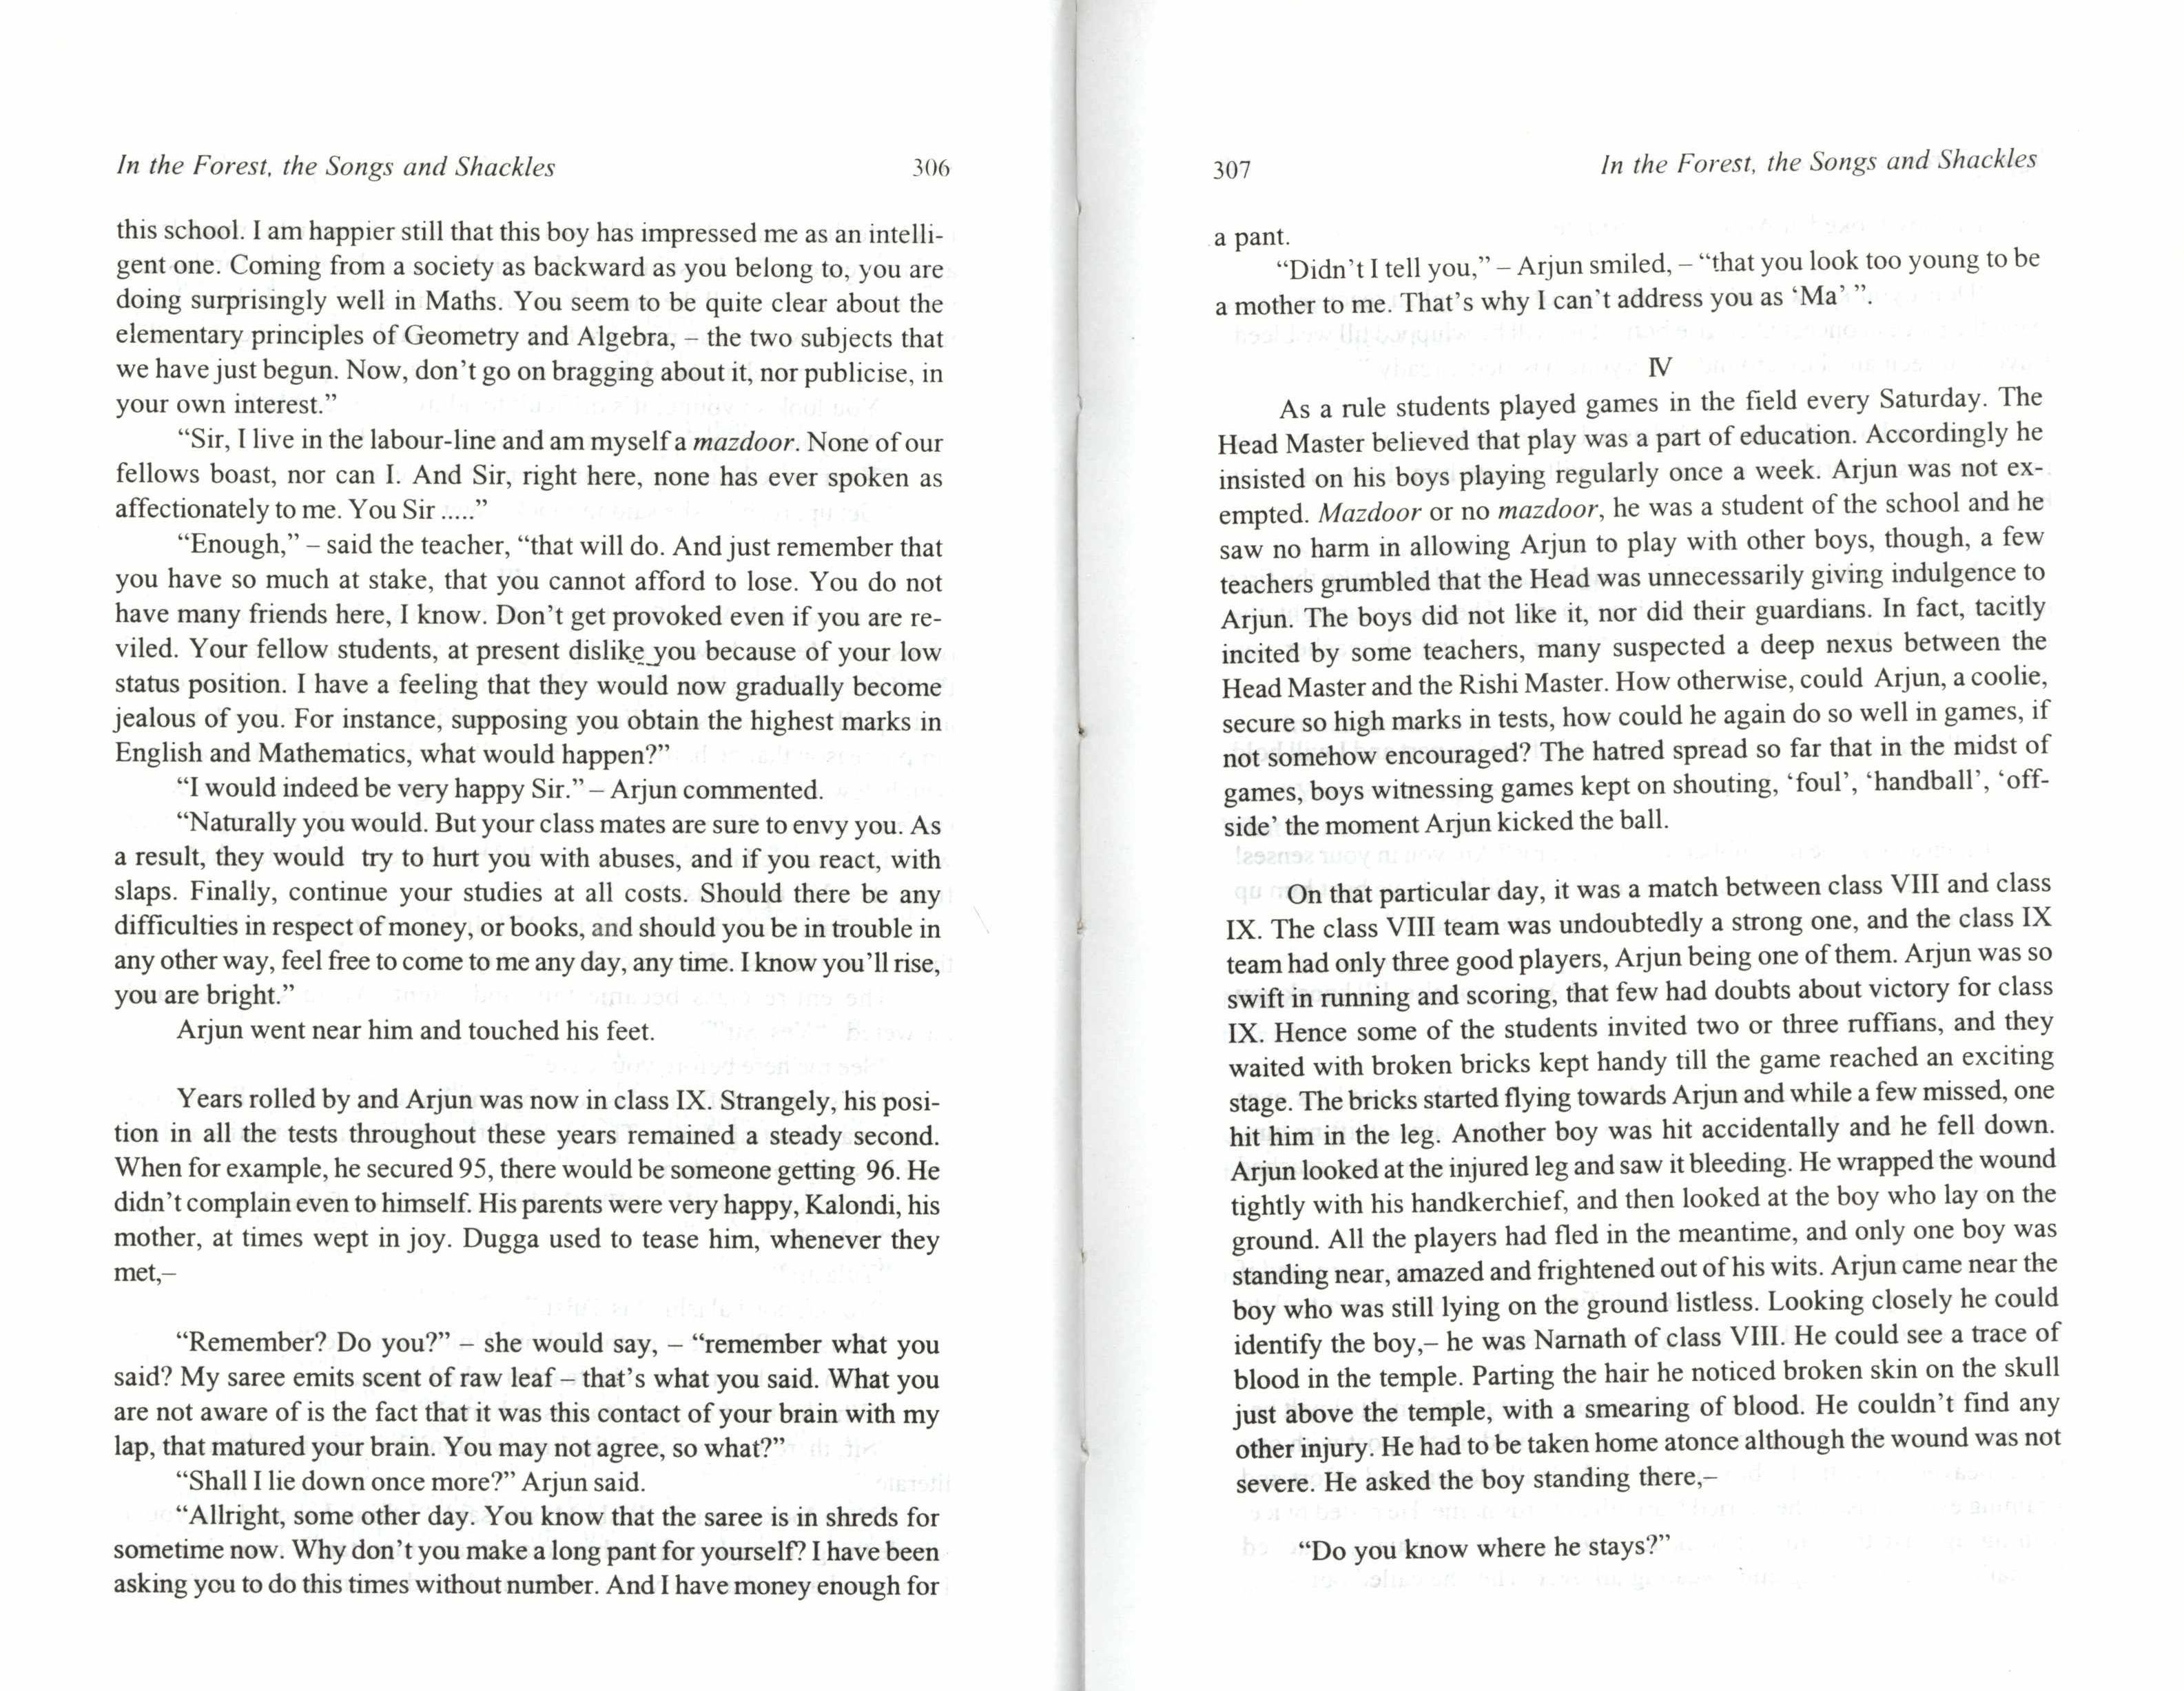 In the Forest, the Songs and Shackles 306
this school. I am happier still that this boy has impressed me as an intelli-
gent one. Coming from a society as backward as you belong to, you are
doing surprisingly well in Maths. You seem to be quite clear about the
elementary principles of Geometry and Algebra, – the two subjects that
we have just begun. Now, don't go on bragging about it, nor publicise, in
your own interest.”
“Sir, I live in the labour-line and am myself a mazdoor. None of our
fellows boast, nor can I. And Sir, right here, none has ever spoken as
affectionately to me. You Sir .....”
“Enough,” – said the teacher, “that will do. And just remember that
you have so much at stake, that you cannot afford to lose. You do not
have many friends here, I know. Don't get provoked even if you are re-
viled. Your fellow students, at present dislike you because of your low
status position. I have a feeling that they would now gradually become
jealous of you. For instance, supposing you obtain the highest marks in
English and Mathematics, what would happen?”
“I would indeed be very happy Sir.” – Arjun commented.
“Naturally you would. But your class mates are sure to envy you. As
a result, they would try to hurt you with abuses, and if you react, with
slaps. Finally, continue your studies at all costs. Should there be any
difficulties in respect of money, or books, and should you be in trouble in
any other way, feel free to come to me any day, any time. I know you'll rise,
you are bright.”
Arjun went near him and touched his feet.
Years rolled by and Arjun was now in class IX. Strangely, his posi-
tion in all the tests throughout these years remained a steady second.
When for example, he secured 95, there would be someone getting 96. He
didn't complain even to himself. His parents were very happy, Kalondi, his
mother, at times wept in joy. Dugga used to tease him, whenever they
met,–
“Remember? Do you?” – she would say, – “remember what you
said? My saree emits scent of raw leaf – that's what you said. What you
are not aware of is the fact that it was this contact of your brain with my
lap, that matured your brain. You may not agree, so what?”
“Shall I lie down once more?” Arjun said.
“Allright, some other day. You know that the saree is in shreds for
sometime now. Why don't you make a long pant for yourself? I have been
asking you to do this times without number. And I have money enough for
307 In the Forest, the Songs and Shackles
a pant.
“Didn't I tell you,” – Arjun smiled, – “that you look too young to be
a mother to me. That's why I can't address you as ‘Ma’ ”.
IV
As a rule students played games in the field every Saturday. The
Head Master believed that play was a part of education. Accordingly he
insisted on his boys playing regularly once a week. Arjun was not ex-
empted. Mazdoor or no mazdoor, he was a student of the school and he
saw no harm in allowing Arjun to play with other boys, though, a few
teachers grumbled that the Head was unnecessarily giving indulgence to
Arjun. The boys did not like it, nor did their guardians. In fact, tacitly
incited by some teachers, many suspected a deep nexus between the
Head Master and the Rishi Master. How otherwise, could Arjun, a coolie,
secure so high marks in tests, how could he again do so well in games, if
not somehow encouraged? The hatred spread so far that in the midst of
games, boys witnessing games kept on shouting, ‘foul’, ‘handball’, ‘off-
side’ the moment Arjun kicked the ball.
On that particular day, it was a match between class VIII and class
IX. The class VIII team was undoubtedly a strong one, and the class IX
team had only three good players, Arjun being one of them. Arjun was so
swift in running and scoring, that few had doubts about victory for class
IX. Hence some of the students invited two or three ruffians, and they
waited with broken bricks kept handy till the game reached an exciting
stage. The bricks started flying towards Arjun and while a few missed, one
hit him in the leg. Another boy was hit accidentally and he fell down.
Arjun looked at the injured leg and saw it bleeding. He wrapped the wound
tightly with his handkerchief, and then looked at the boy who lay on the
ground. All the players had fled in the meantime, and only one boy was
standing near, amazed and frightened out of his wits. Arjun came near the
boy who was still lying on the ground listless. Looking closely he could
identify the boy,– he was Narnath of class VIII. He could see a trace of
blood in the temple. Parting the hair he noticed broken skin on the skull
just above the temple, with a smearing of blood. He couldn't find any
other injury. He had to be taken home atonce although the wound was not
severe. He asked the boy standing there,–
“Do you know where he stays?”